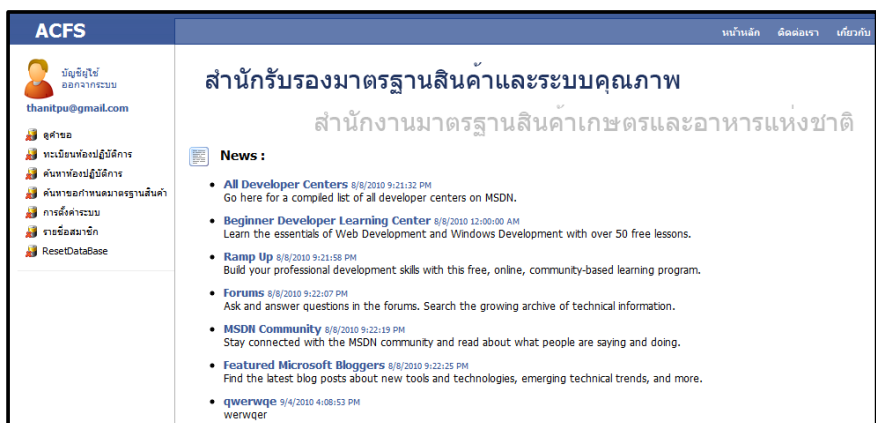 ACFS
หน้าหลัก ติดต่อเรา เกี่ยวกับ
บัญชีผู้ใช้
ออกจากระบบ
thanitpu@gmail.com
ดูคำขอ
ทะเบียนห้องปฏิบัติการ
ค้นหาห้องปฏิบัติการ
ค้นหาขอกำหนดมาตรฐานสินค้า
การตั้งค่าระบบ
รายชื่อสมาชิก
ResetDataBase
สำนักรับรองมาตรฐานสินค้าและระบบคุณภาพ
สำนักงานมาตรฐานสินค้าเกษตรและอาหารแห่งชาติ
News :
All Developer Centers 8/8/2010 9:21:32 PM
Go here for a compiled list of all developer centers on MSDN.
Beginner Developer Learning Center 8/8/2010 12:00:00 AM
Learn the essentials of Web Development and Windows Development with over 50 free lessons.
Ramp Up 8/8/2010 9:21:58 PM
Build your professional development skills with this free, online, community-based learning program.
Forums 8/8/2010 9:22:07 PM
Ask and answer questions in the forums. Search the growing archive of technical information.
MSDN Community 8/8/2010 9:22:19 PM
Stay connected with the MSDN community and read about what people are saying and doing.
Featured Microsoft Bloggers 8/8/2010 9:22:25 PM
Find the latest blog posts about new tools and technologies, emerging technical trends, and more.
qwerwqe 9/4/2010 4:08:53 PM
werwqer